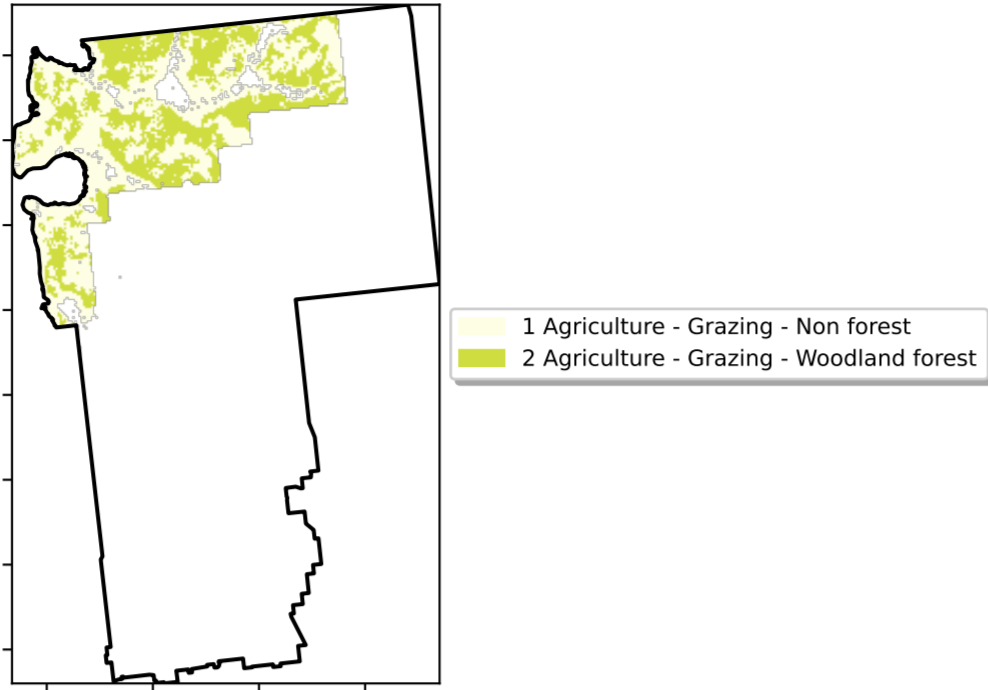 1 Agriculture - Grazing - Non forest
2 Agriculture - Grazing - Woodland forest